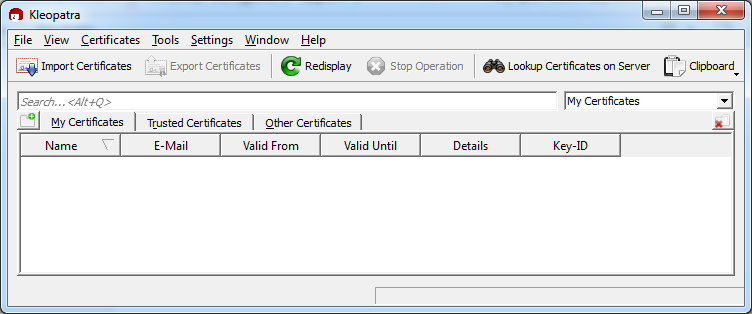 Kleopatra
File View Certificates Tools Settings Window Help
Import Certificates Export Certificates Redisplay Stop Operation Lookup Certificates on Server Clipboard
Search...<Alt+Q> My Certificates
My Certificates Trusted Certificates Other Certificates
Name E-Mail Valid From Valid Until Details Key-ID